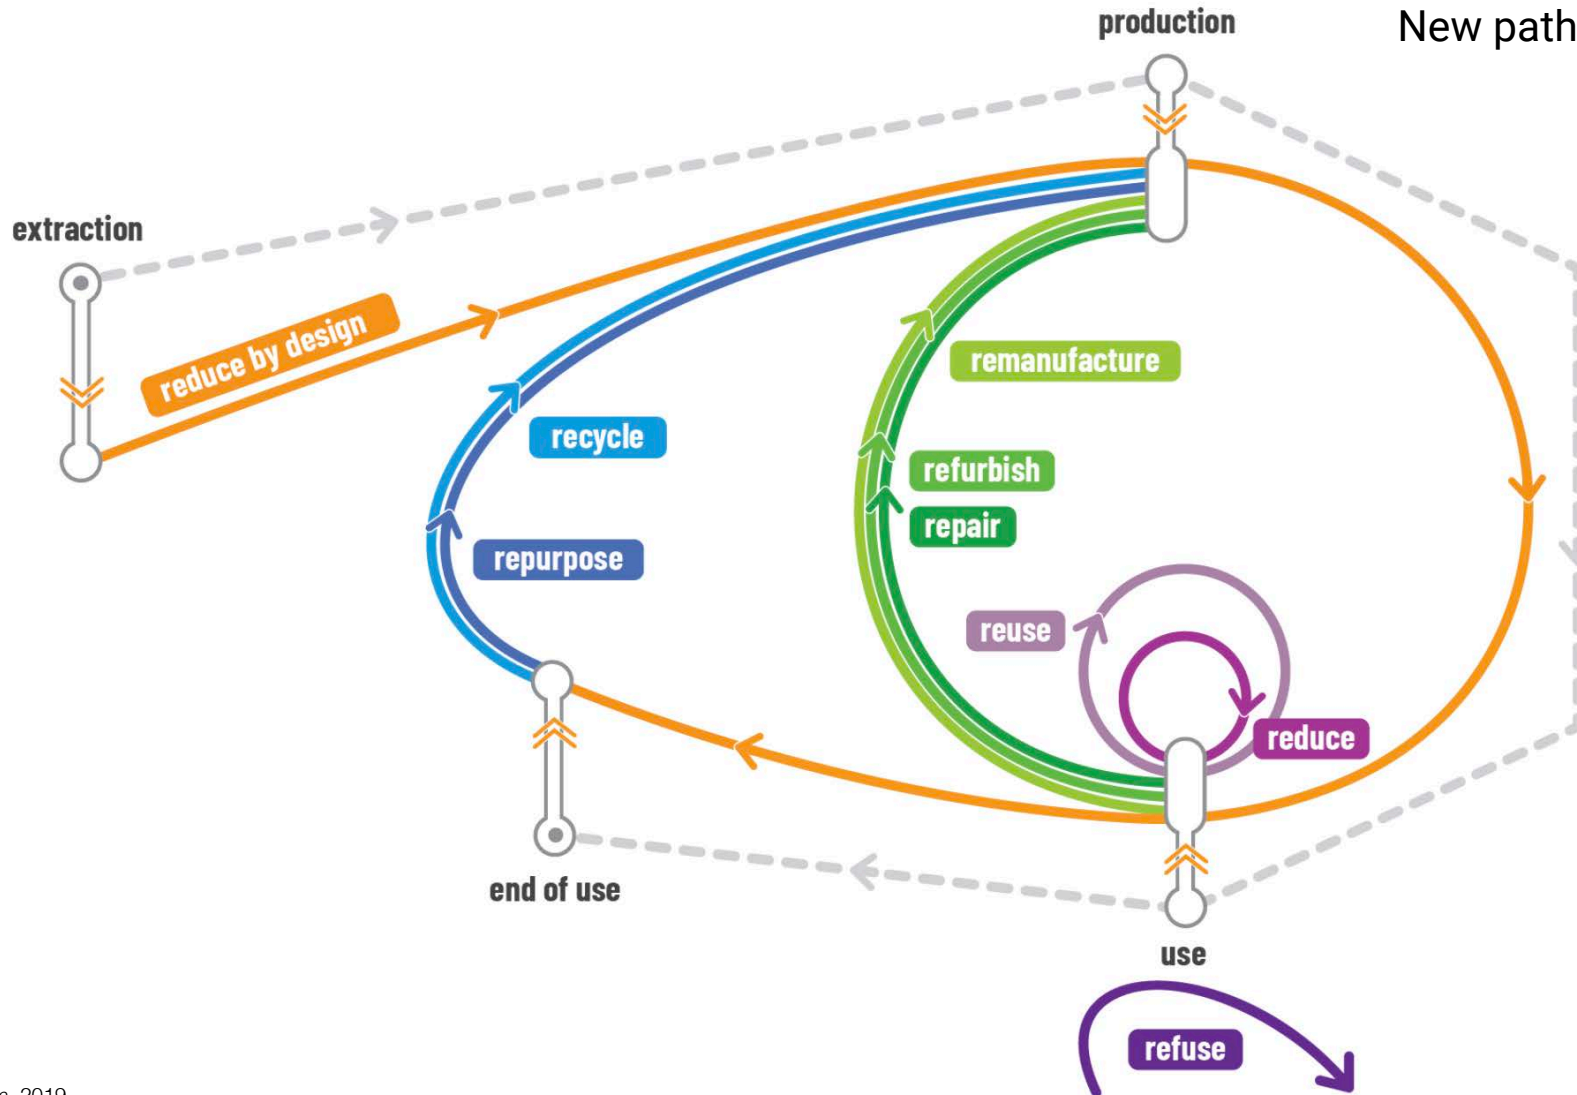 production
New path
extraction
reduce by design
remanufacture
recycle
refurbish
repair
repurpose
reuse
reduce
end of use
use
refuse
2019